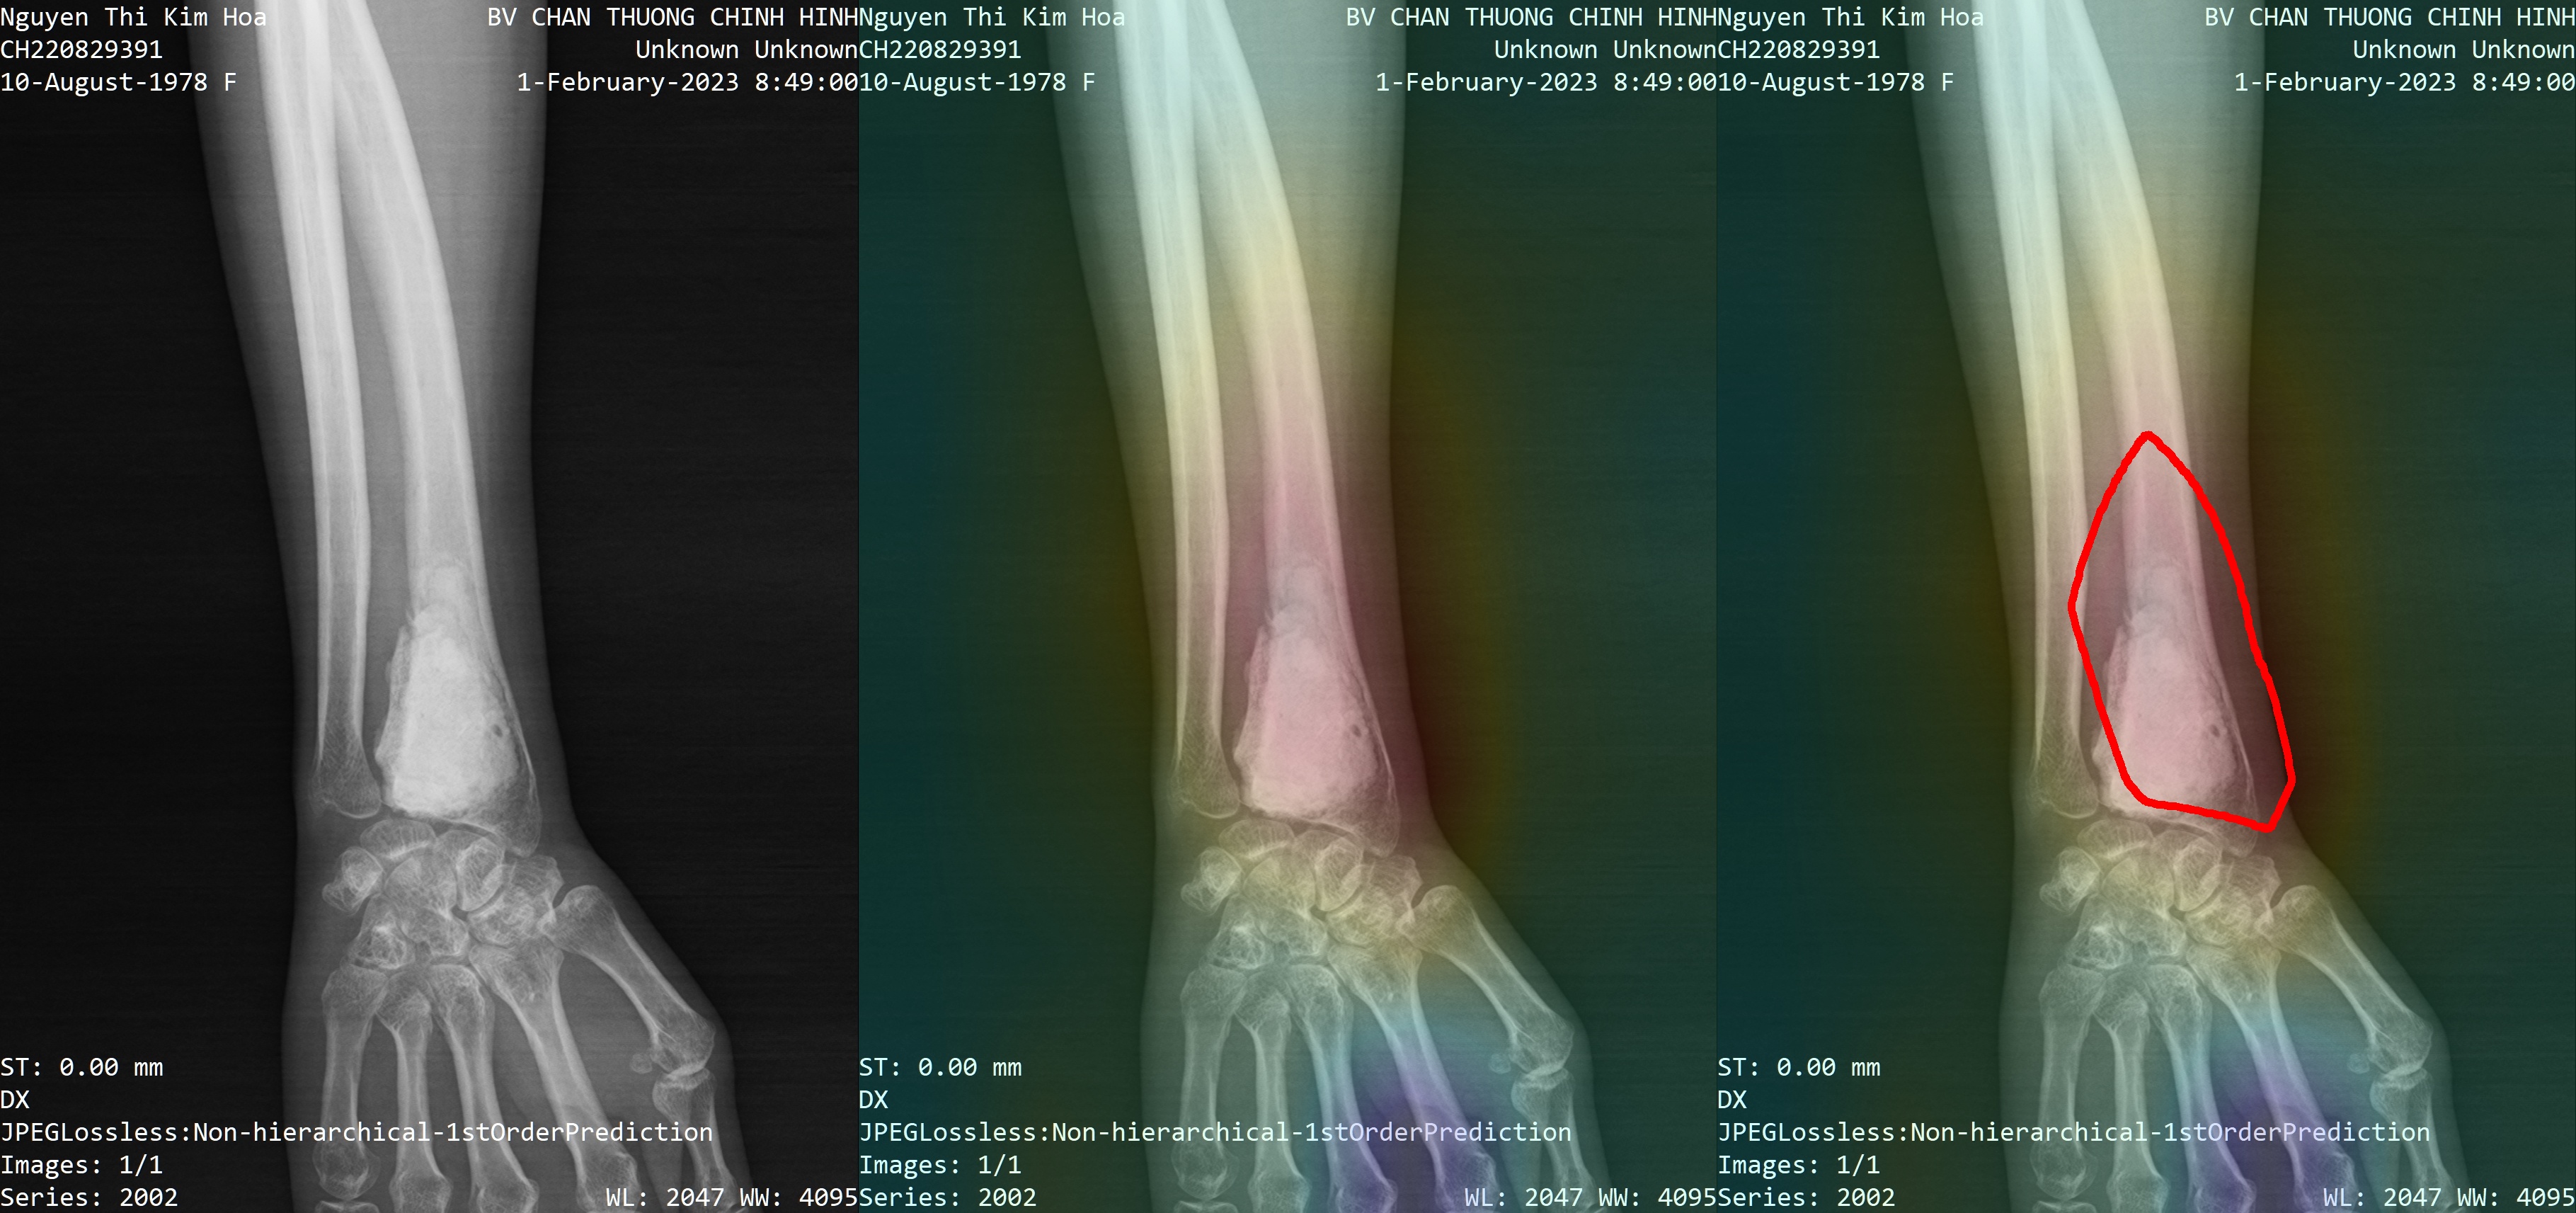 Nguyen Thi Kim Hoa
CH220829391
10-August-1978 F
BV CHAN THUONG CHINH HINH
Unknown Unknown
1-February-2023 8:49:00
ST: 0.00 mm
DX
JPEGLossless:Non-hierarchical-1stOrderPrediction
Images: 1/1
Series: 2002
WL: 2047 WW: 4095
Nguyen Thi Kim Hoa
CH220829391
10-August-1978 F
BV CHAN THUONG CHINH HINH
Unknown Unknown
1-February-2023 8:49:00
ST: 0.00 mm
DX
JPEGLossless:Non-hierarchical-1stOrderPrediction
Images: 1/1
Series: 2002
WL: 2047 WW: 4095
Nguyen Thi Kim Hoa
CH220829391
10-August-1978 F
BV CHAN THUONG CHINH HINH
Unknown Unknown
1-February-2023 8:49:00
ST: 0.00 mm
DX
JPEGLossless:Non-hierarchical-1stOrderPrediction
Images: 1/1
Series: 2002
WL: 2047 WW: 4095